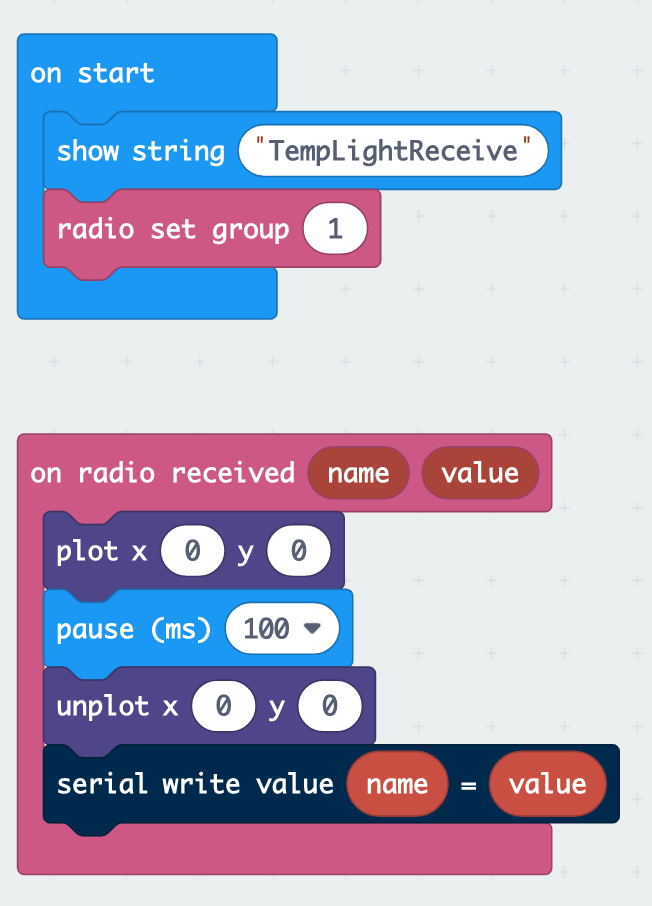 on start
show string "TempLightReceive"
radio set group 1
on radio received name value
plot x 0 y 0
pause (ms) 100
unplot x 0 y 0
serial write value name = value